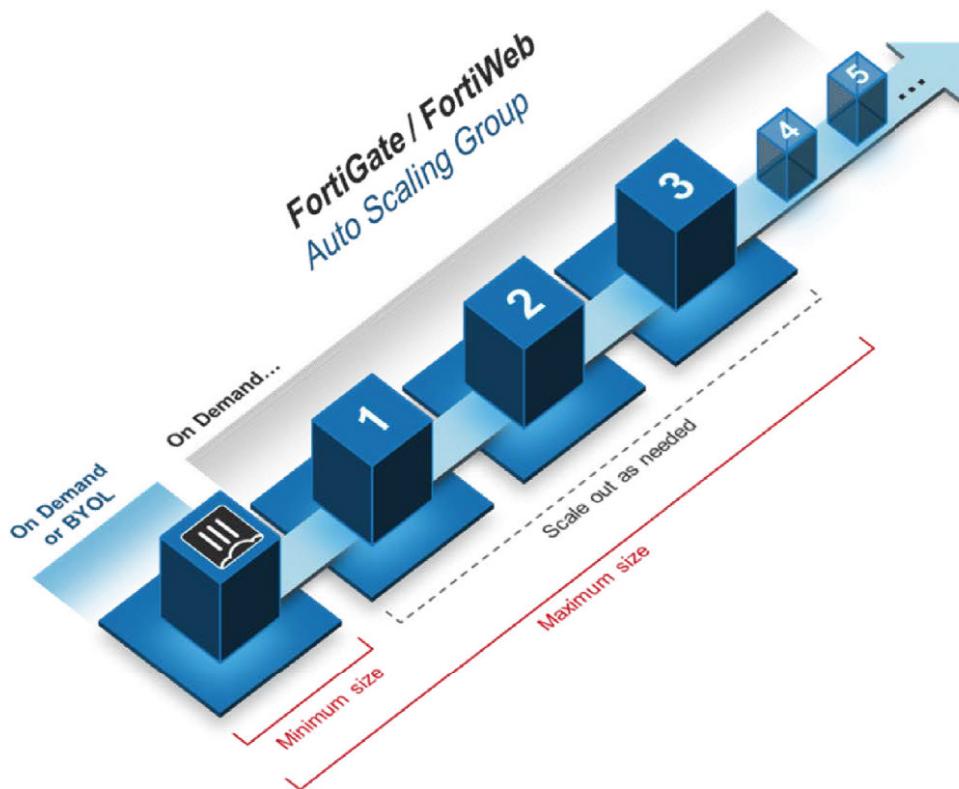 FortiGate / FortiWeb
Auto Scaling Group
On Demand...
On Demand
or BYOL
1
2
3
4
5
...
Scale out as needed
Maximum size
Minimum size